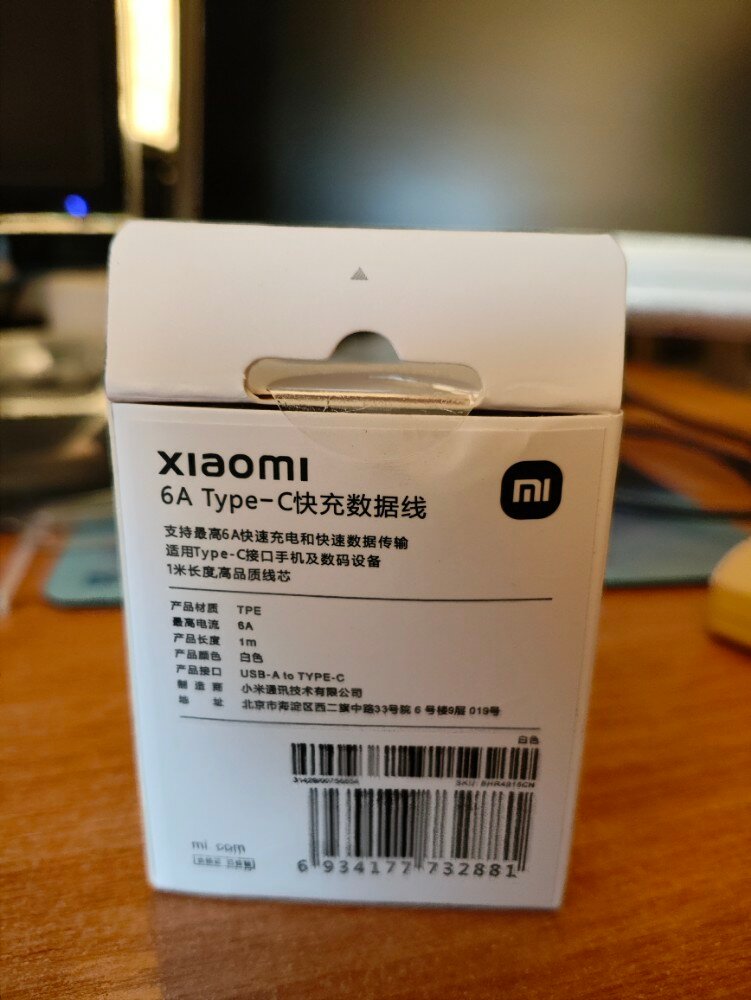 xiaomi
mi
6A Type-C快充数据线
支持最高6A快速充电和快速数据传输
适用Type-C接口手机及数码设备
1米长度,高品质线芯
产品材质 TPE
最高电流 6A
产品长度 1m
产品颜色 白色
产品接口 USB-A to TYPE-C
制造商 小米通讯技术有限公司
地址 北京市海淀区西二旗中路33号院 6 号楼9层 019号
白色
SKU: BHR4915CN
mi com
6 934177 732881